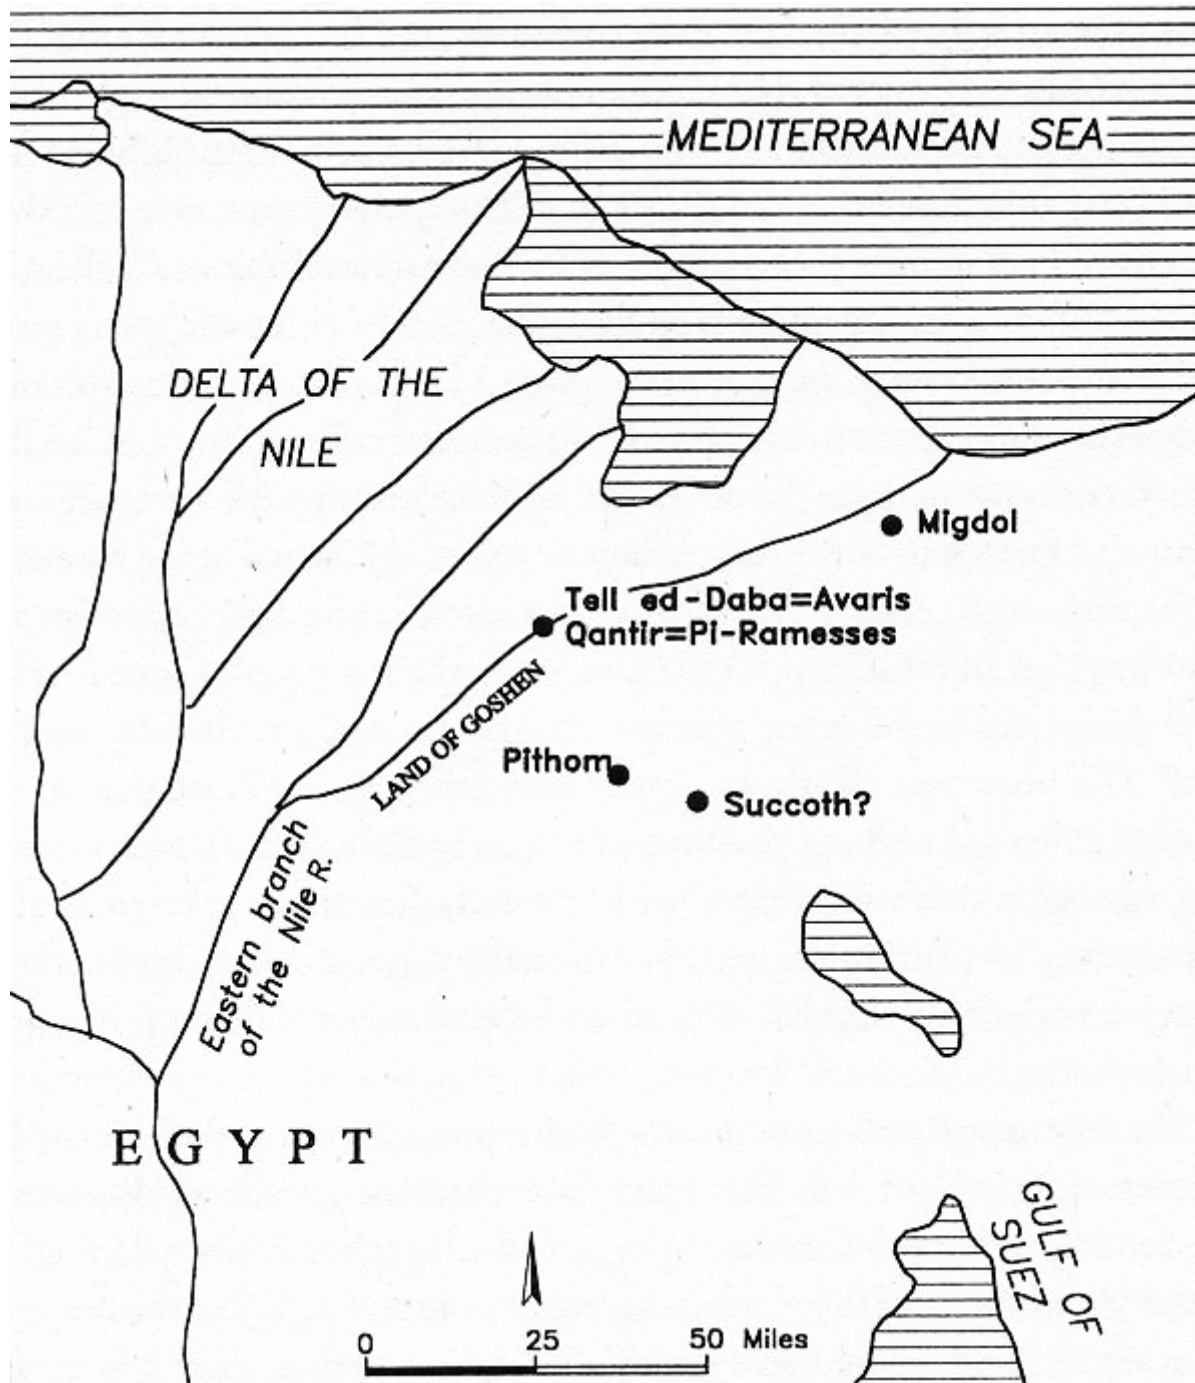 MEDITERRANEAN SEA
DELTA OF THE
NILE
Migdol
Tell ed-Daba=Avaris
Qantir=Pi-Ramesses
LAND OF GOSHEN
Pithom
Succoth?
Eastern branch
of the Nile R.
EGYPT
GULF OF
SUEZ
0 25 50 Miles